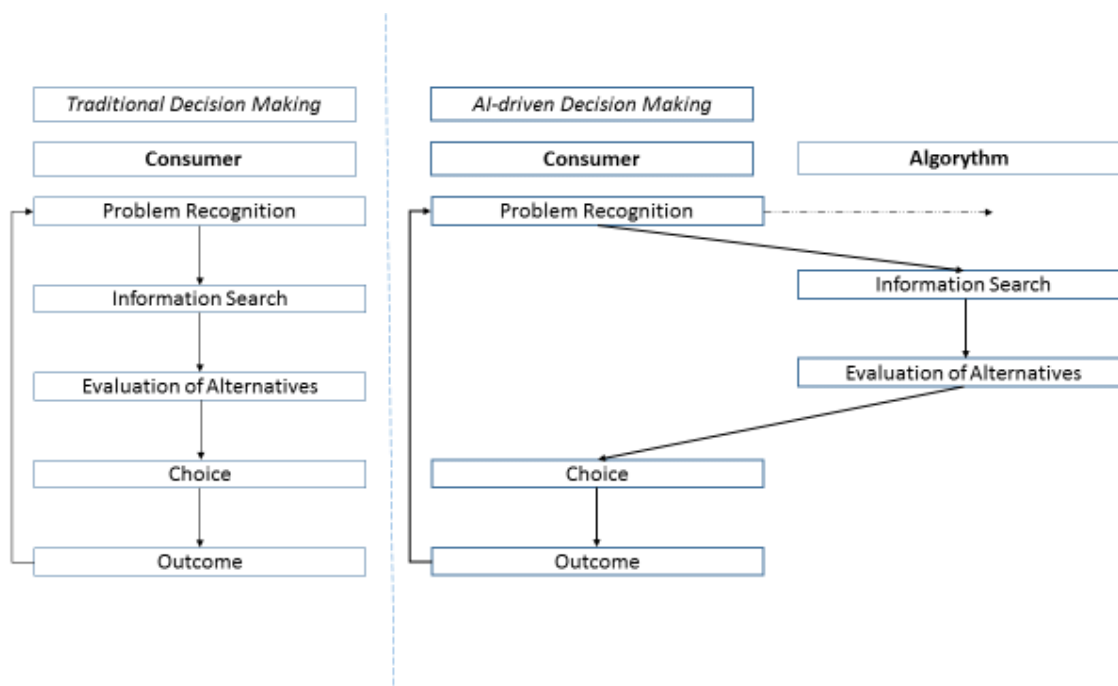 Traditional Decision Making
Consumer
Problem Recognition
Information Search
Evaluation of Alternatives
Choice
Outcome
AI-driven Decision Making
Consumer
Algorythm
Problem Recognition
Information Search
Evaluation of Alternatives
Choice
Outcome